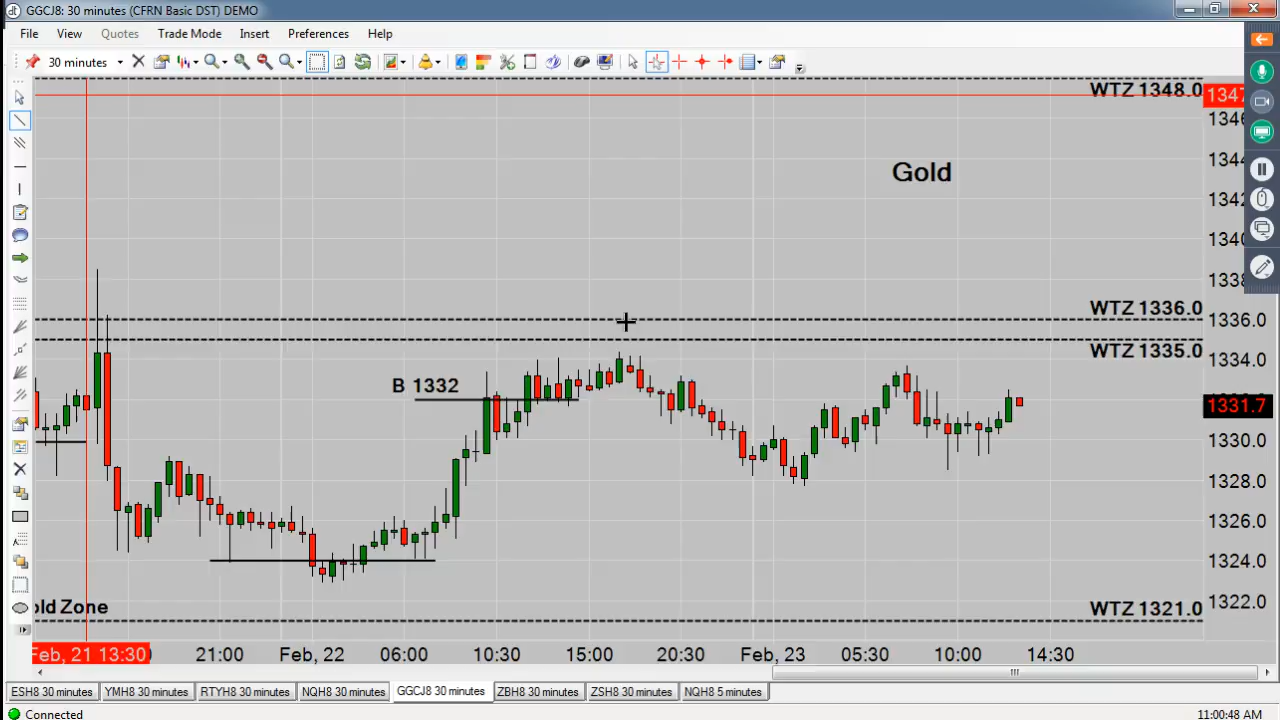 GGCJ8: 30 minutes (CFRN Basic DST) DEMO
File View Quotes Trade Mode Insert Preferences Help
30 minutes
WTZ 1348.0
1347
1346
Gold
1344
1342
1340
1338
WTZ 1336.0
1336.0
WTZ 1335.0
1334.0
B 1332
1331.7
1330.0
1328.0
1326.0
1324.0
1322.0
old Zone
WTZ 1321.0
Feb, 21 13:30 21:00 Feb, 22 06:00 10:30 15:00 20:30 Feb, 23 05:30 10:00 14:30
ESH8 30 minutes YMH8 30 minutes RTYH8 30 minutes NQH8 30 minutes GGCJ8 30 minutes ZBH8 30 minutes ZSH8 30 minutes NQH8 5 minutes
Connected 11:00:48 AM